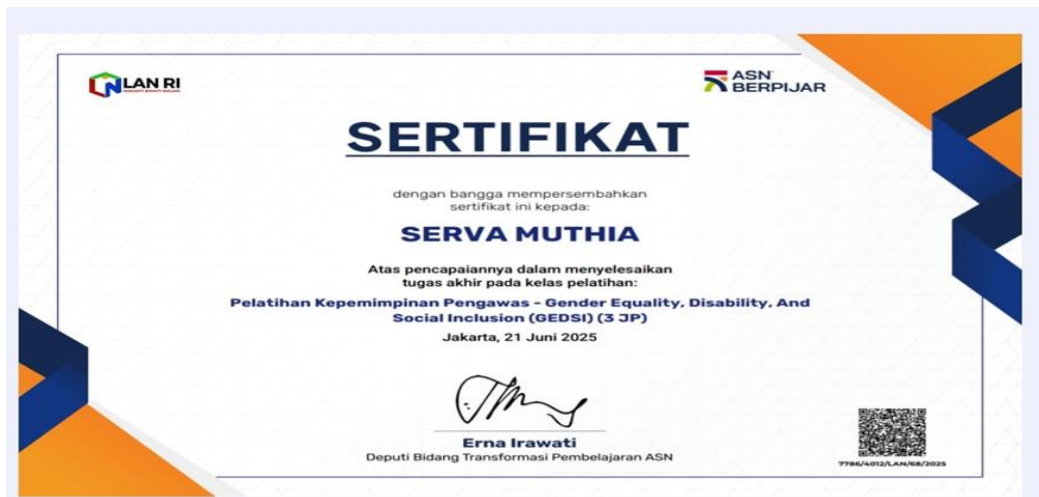 LAN RI
ASN
BERPIJAR
SERTIFIKAT
dengan bangga mempersembahkan
sertifikat ini kepada:
SERVA MUTHIA
Atas pencapaiannya dalam menyelesaikan
tugas akhir pada kelas pelatihan:
Pelatihan Kepemimpinan Pengawas - Gender Equality, Disability, And
Social Inclusion (GEDSI) (3 JP)
Jakarta, 21 Juni 2025
Erna Irawati
Deputi Bidang Transformasi Pembelajaran ASN
7786/4012/LAN/68/2025